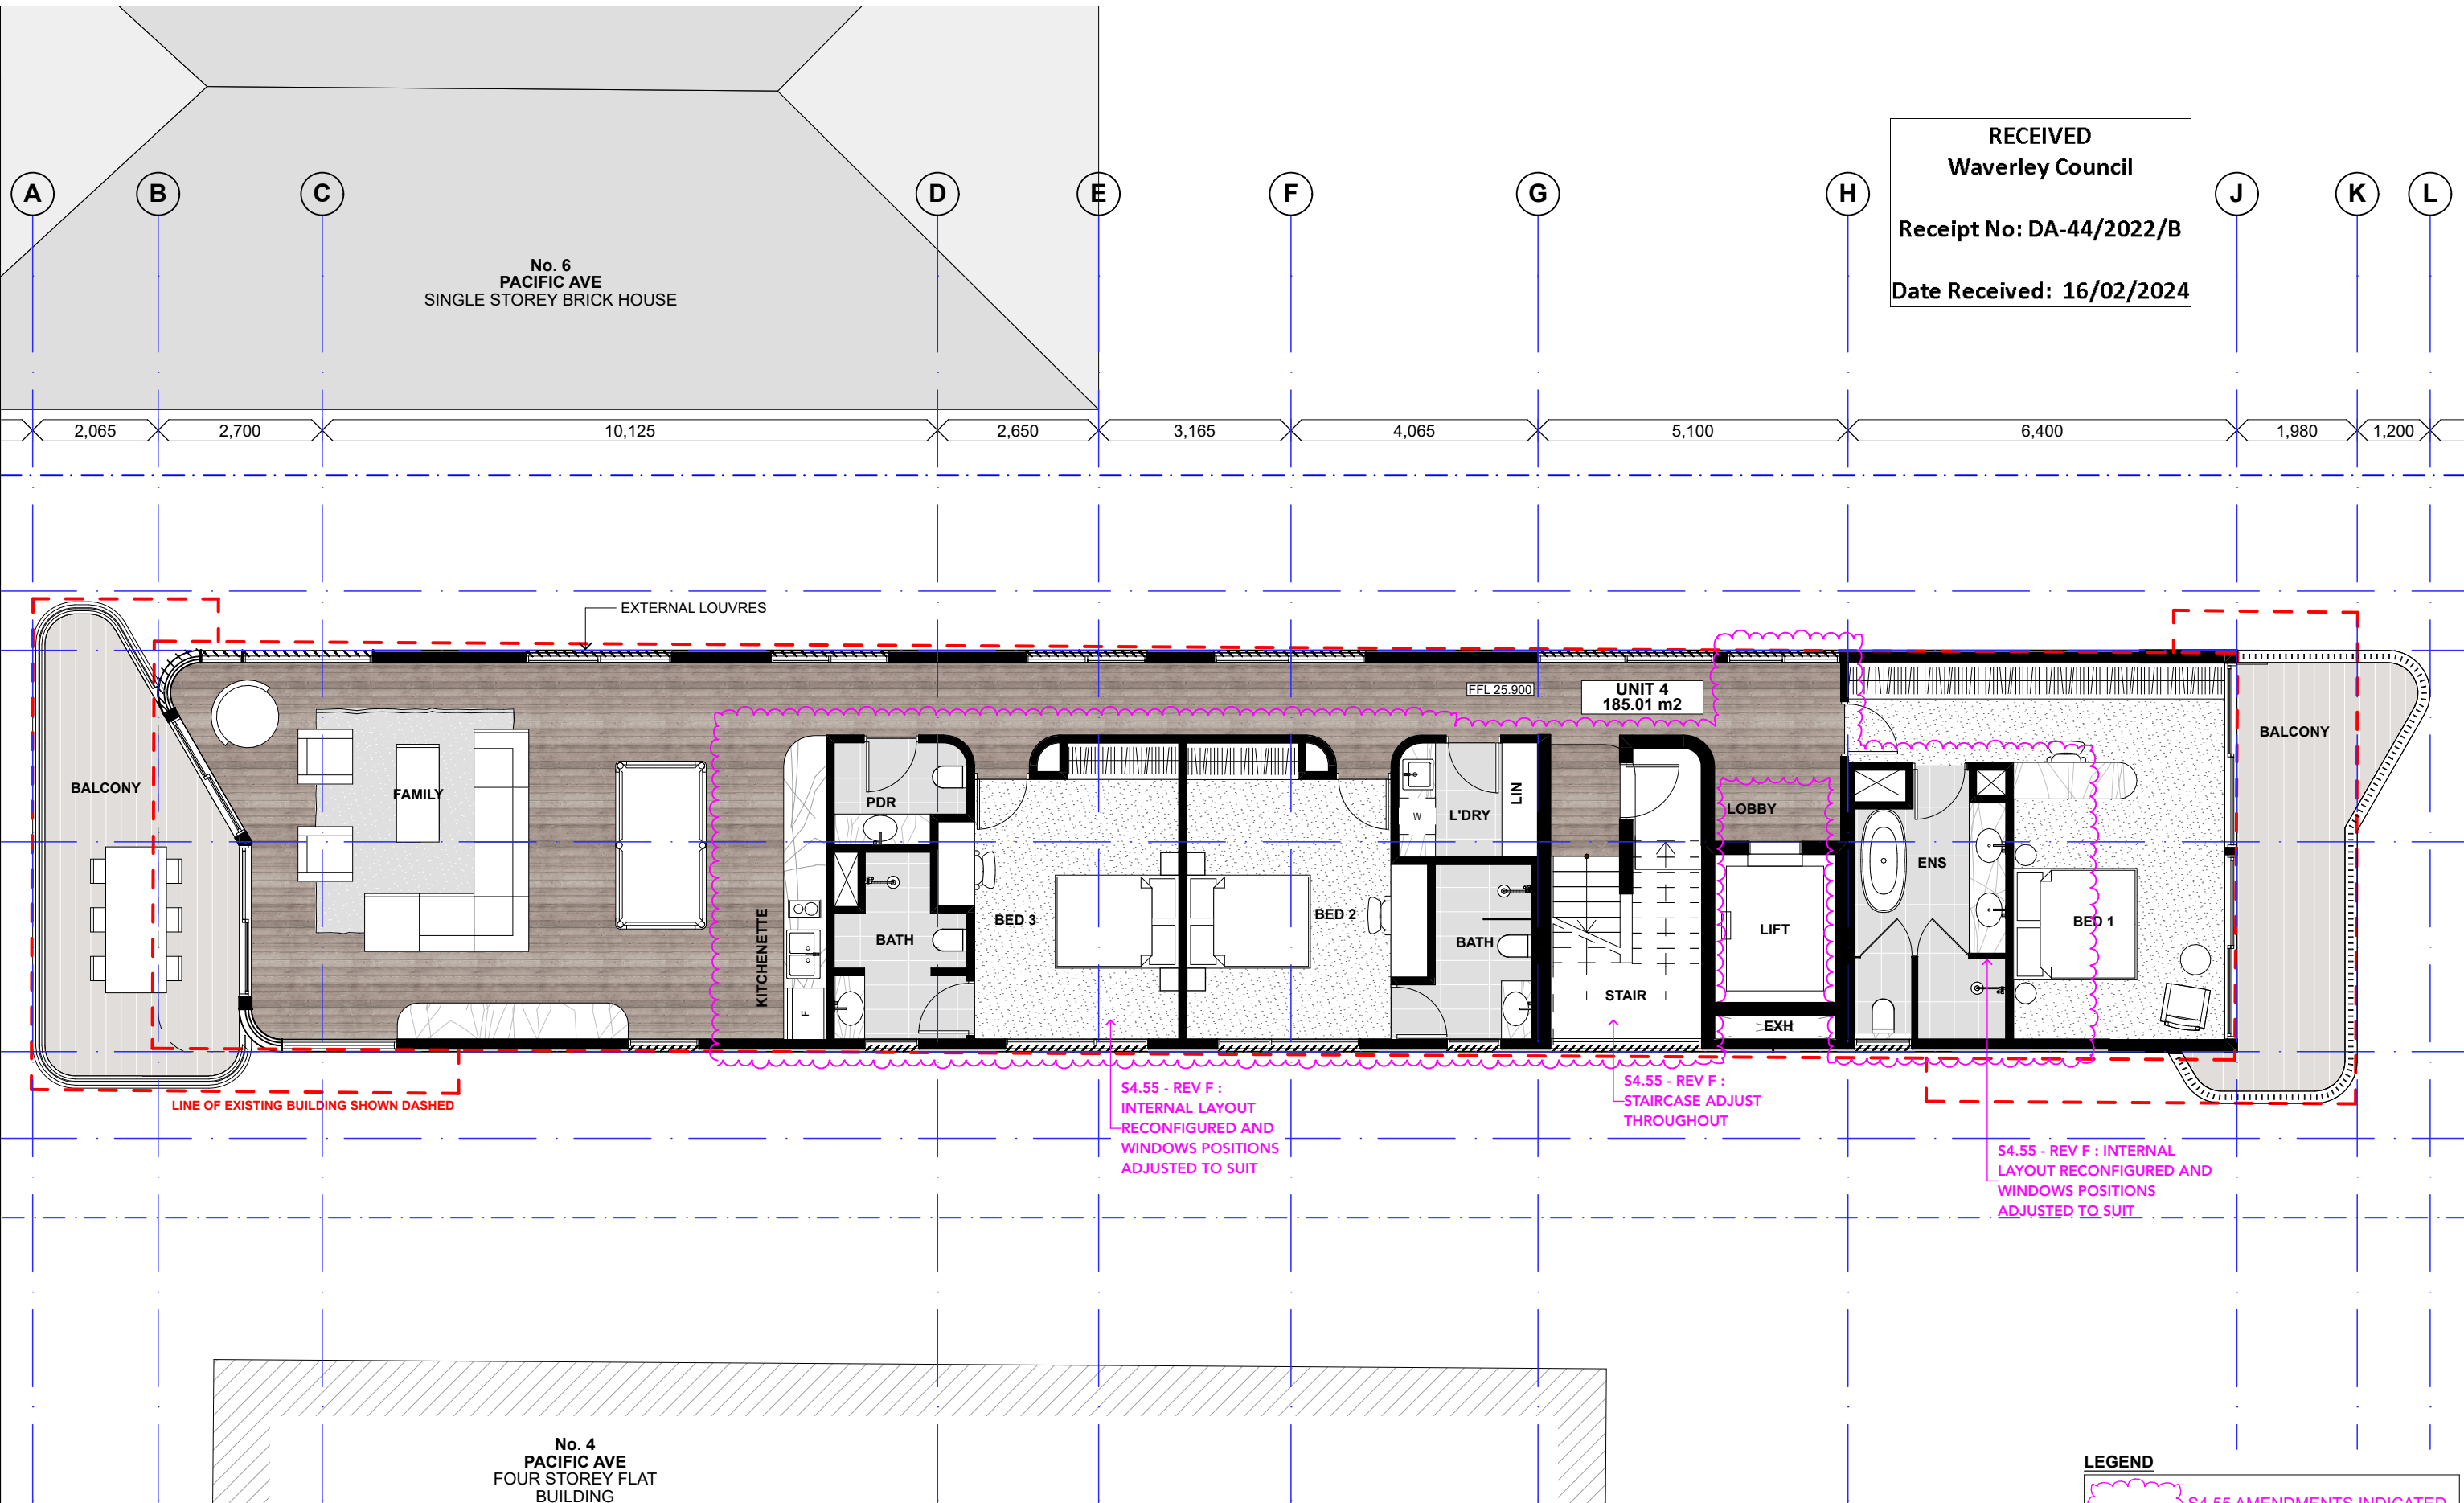 RECEIVED
Waverley Council
Receipt No: DA-44/2022/B
Date Received: 16/02/2024
A B C D E F G H J K L
No. 6
PACIFIC AVE
SINGLE STOREY BRICK HOUSE
2,065 2,700 10,125 2,650 3,165 4,065 5,100 6,400 1,980 1,200
EXTERNAL LOUVRES
FFL 25.900
UNIT 4
185.01 m2
BALCONY
BALCONY
FAMILY
PDR
KITCHENETTE
BATH
F
BED 3
BED 2
W
L'DRY
LIN
BATH
STAIR
LOBBY
LIFT
EXH
ENS
BED 1
LINE OF EXISTING BUILDING SHOWN DASHED
S4.55 - REV F :
INTERNAL LAYOUT
RECONFIGURED AND
WINDOWS POSITIONS
ADJUSTED TO SUIT
S4.55 - REV F :
STAIRCASE ADJUST
THROUGHOUT
S4.55 - REV F : INTERNAL
LAYOUT RECONFIGURED AND
WINDOWS POSITIONS
ADJUSTED TO SUIT
No. 4
PACIFIC AVE
FOUR STOREY FLAT
BUILDING
LEGEND
S4.55 AMENDMENTS INDICATED